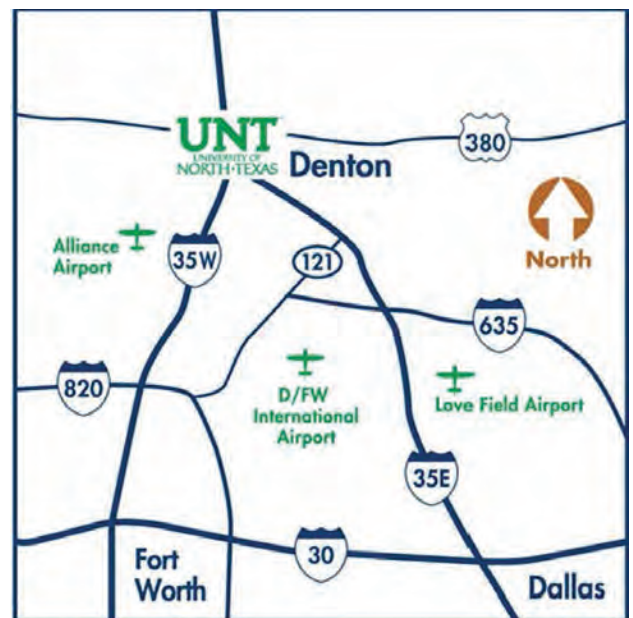 UNT
UNIVERSITY OF
NORTH·TEXAS
Denton
380
Alliance
Airport
35W
121
North
635
820
D/FW
International
Airport
Love Field Airport
35E
30
Fort
Worth
Dallas